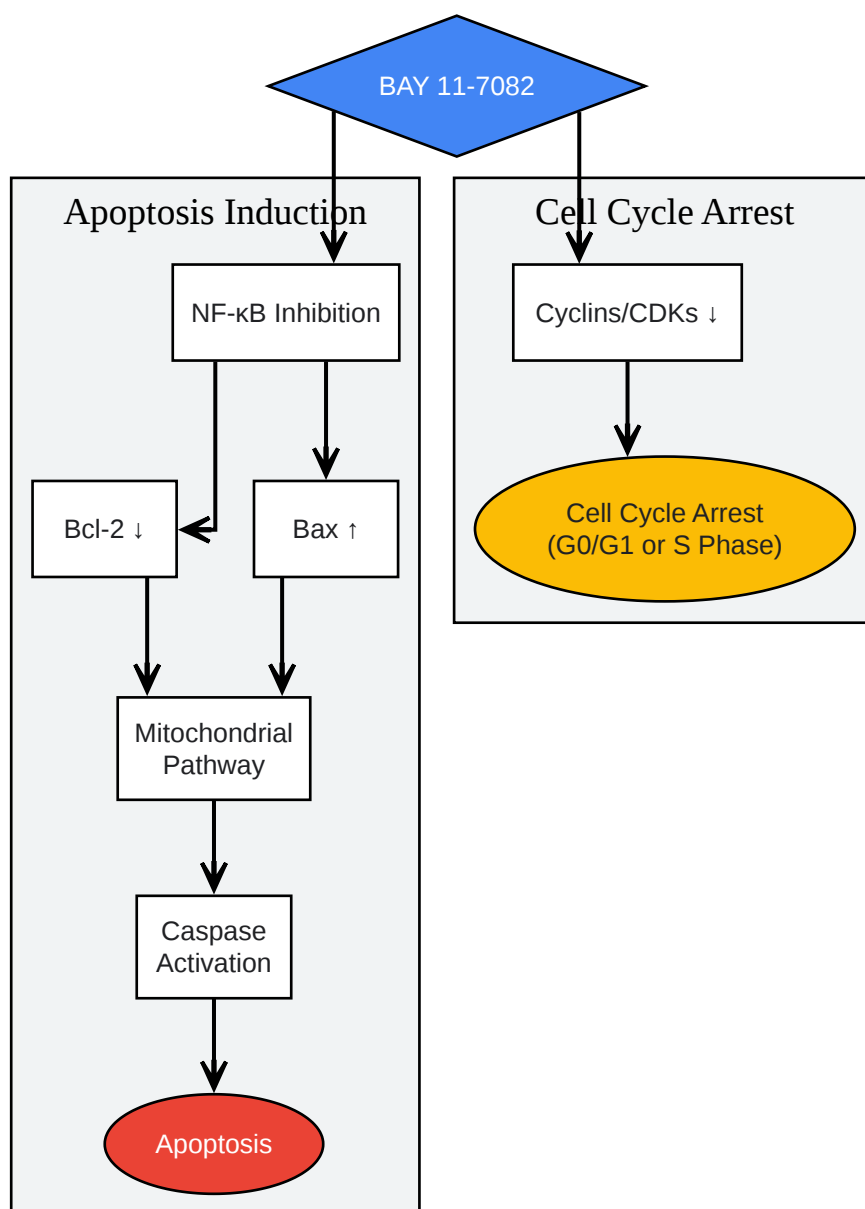 BAY 11-7082
Apoptosis Induction
Cell Cycle Arrest
NF-κB Inhibition
Cyclins/CDKs ↓
Bcl-2 ↓
Bax ↑
Cell Cycle Arrest
(G0/G1 or S Phase)
Mitochondrial
Pathway
Caspase
Activation
Apoptosis